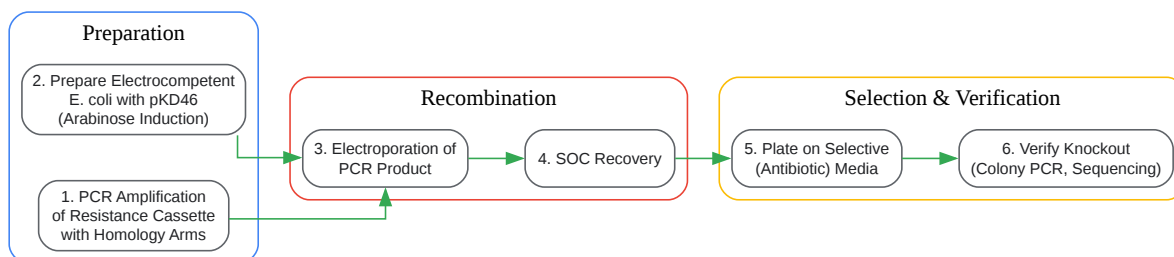 Preparation
2. Prepare Electrocompetent
E. coli with pKD46
(Arabinose Induction)
1. PCR Amplification
of Resistance Cassette
with Homology Arms
Recombination
3. Electroporation of
PCR Product
4. SOC Recovery
Selection & Verification
5. Plate on Selective
(Antibiotic) Media
6. Verify Knockout
(Colony PCR, Sequencing)